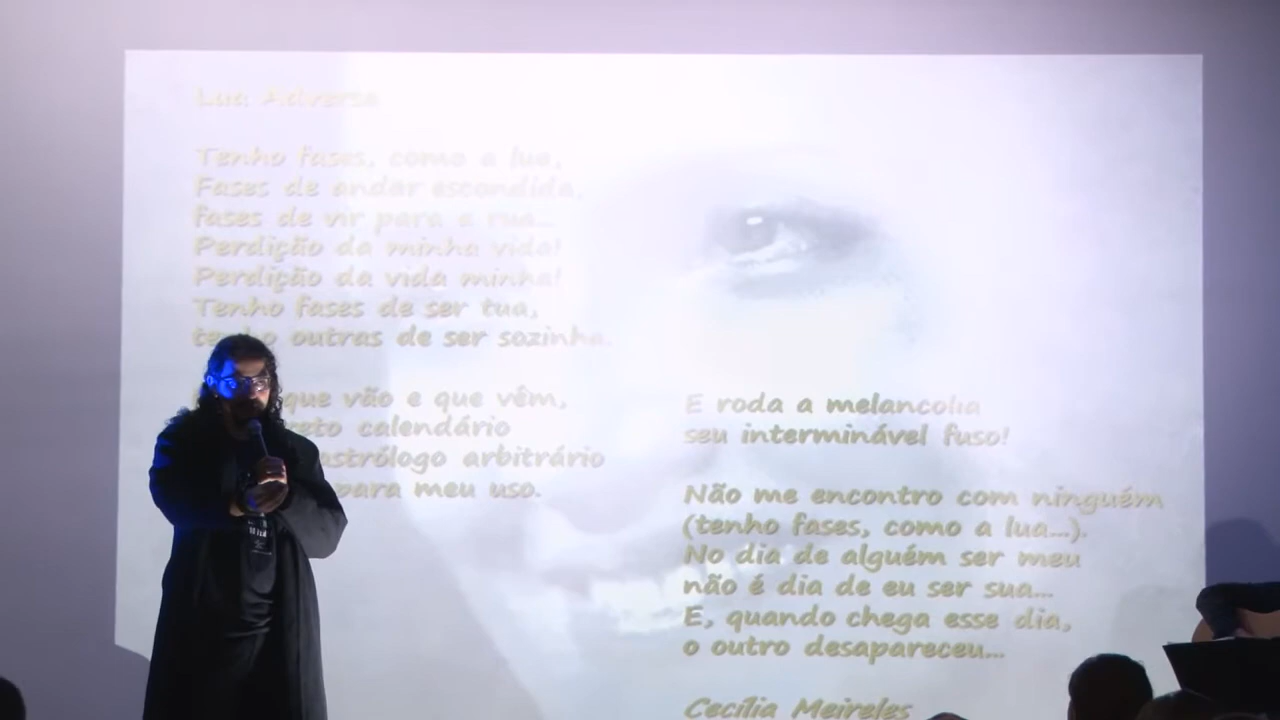 Lua Adversa
Tenho fases, como a lua,
Fases de andar escondida,
fases de vir para a rua...
Perdição da minha vida!
Perdição da vida minha!
Tenho fases de ser tua,
tenho outras de ser sozinha.
que vão e que vêm,
calendário
astrólogo arbitrário
para meu uso.
E roda a melancolia
seu interminável fuso!
Não me encontro com ninguém
(tenho fases, como a lua...).
No dia de alguém ser meu
não é dia de eu ser sua...
E, quando chega esse dia,
o outro desapareceu...
Cecília Meireles